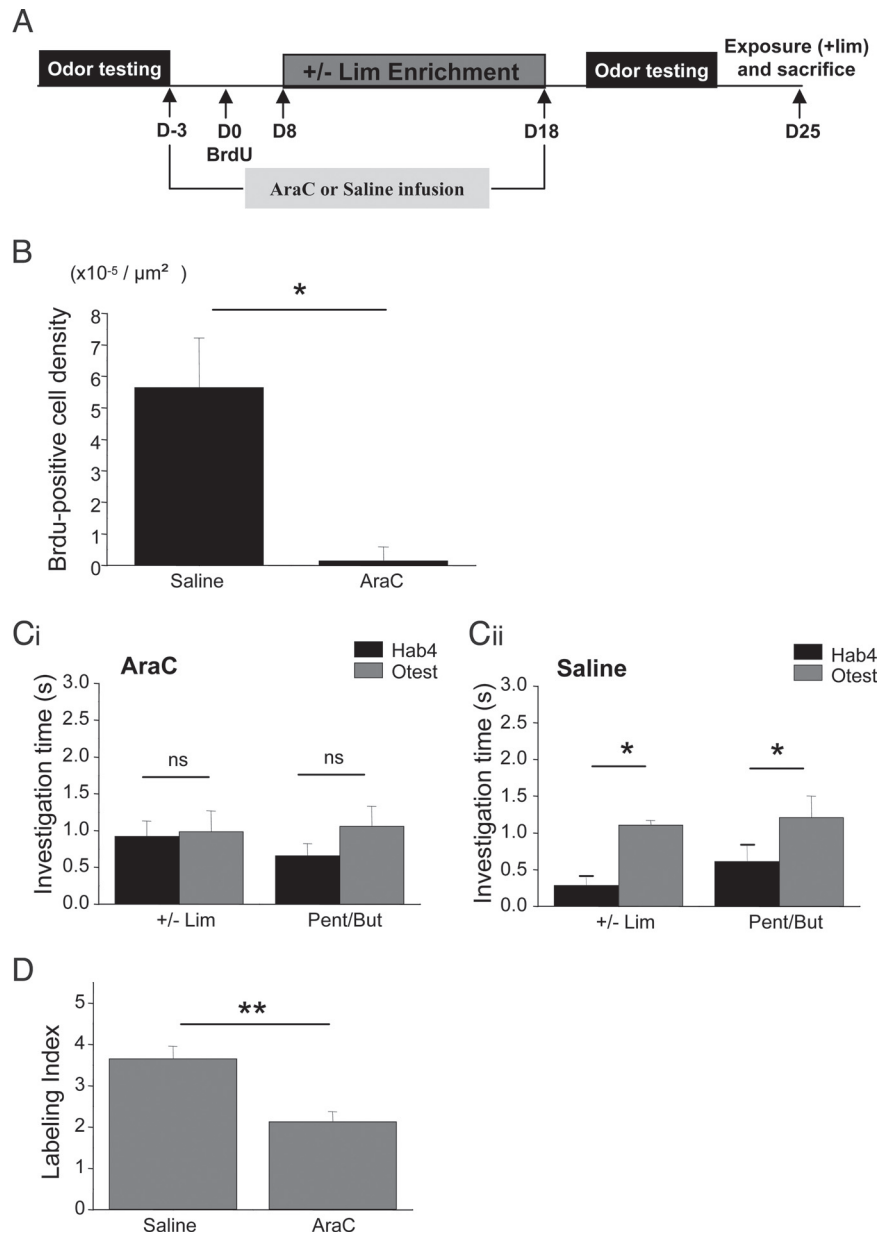 A
Odor testing
+/- Lim Enrichment
Odor testing
Exposure (+lim)
and sacrifice
D-3
D0
BrdU
D8
D18
D25
AraC or Saline infusion
B
(x10-5 / µm² )
*
Brdu-positive cell density
8
7
6
5
4
3
2
1
0
Saline
AraC
Ci
AraC
Hab4
Otest
Investigation time (s)
3.0
2.5
2.0
1.5
1.0
0.5
0.0
ns
ns
+/- Lim
Pent/But
Cii
Saline
Hab4
Otest
Investigation time (s)
3.0
2.5
2.0
1.5
1.0
0.5
0.0
*
*
+/- Lim
Pent/But
D
**
Labeling Index
5
4
3
2
1
0
Saline
AraC